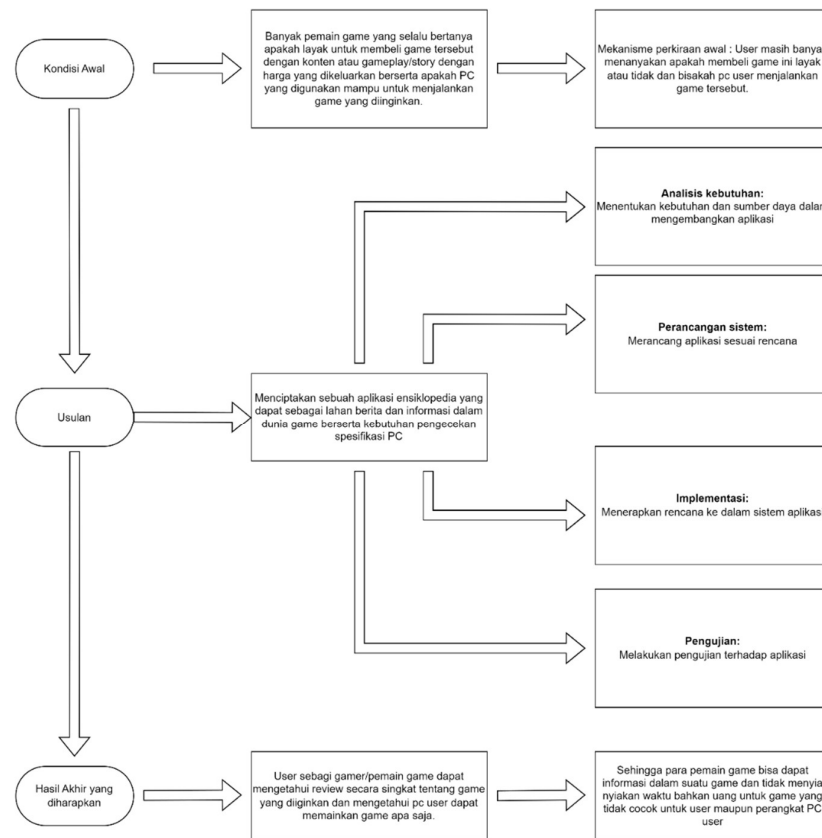 Kondisi Awal
Banyak pemain game yang selalu bertanya
apakah layak untuk membeli game tersebut
dengan konten atau gameplay/story dengan
harga yang dikeluarkan berserta apakah PC
yang digunakan mampu untuk menjalankan
game yang diinginkan.
Mekanisme perkiraan awal : User masih banya
menanyakan apakah membeli game ini layak
atau tidak dan bisakah pc user menjalankan
game tersebut.
Analisis kebutuhan:
Menentukan kebutuhan dan sumber daya dalan
mengembangkan aplikasi
Perancangan sistem:
Merancang aplikasi sesuai rencana
Usulan
Menciptakan sebuah aplikasi ensiklopedia yang
dapat sebagai lahan berita dan informasi dalam
dunia game berserta kebutuhan pengecekan
spesifikasi PC
Implementasi:
Menerapkan rencana ke dalam sistem aplikasi
Pengujian:
Melakukan pengujian terhadap aplikasi
Hasil Akhir yang
diharapkan
User sebagai gamer/pemain game dapat
mengetahui review secara singkat tentang game
yang diiginkan dan mengetahui pc user dapat
memainkan game apa saja.
Sehingga para pemain game bisa dapat
informasi dalam suatu game dan tidak menyia
nyiakan waktu bahkan uang untuk game yang
tidak cocok untuk user maupun perangkat PC
user